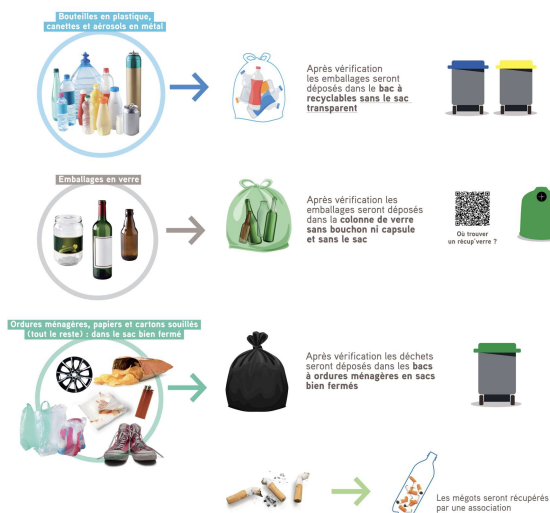 Bouteilles en plastique,
canettes et aérosols en métal
Après vérification
les emballages seront
déposés dans le bac à
recyclables sans le sac
transparent
Emballages en verre
Après vérification les
emballages seront déposés
dans la colonne de verre
sans bouchon ni capsule
et sans le sac
Où trouver
un récup'verre ?
Ordures ménagères, papiers et cartons souillés
(tout le reste) : dans le sac bien fermé
Après vérification les déchets
seront déposés dans les bacs
à ordures ménagères en sacs
bien fermés
Les mégots seront récupérés
par une association